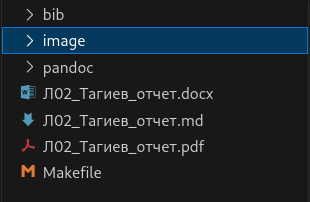 bib
image
pandoc
Л02_Тагиев_отчет.docx
Л02_Тагиев_отчет.md
Л02_Тагиев_отчет.pdf
Makefile